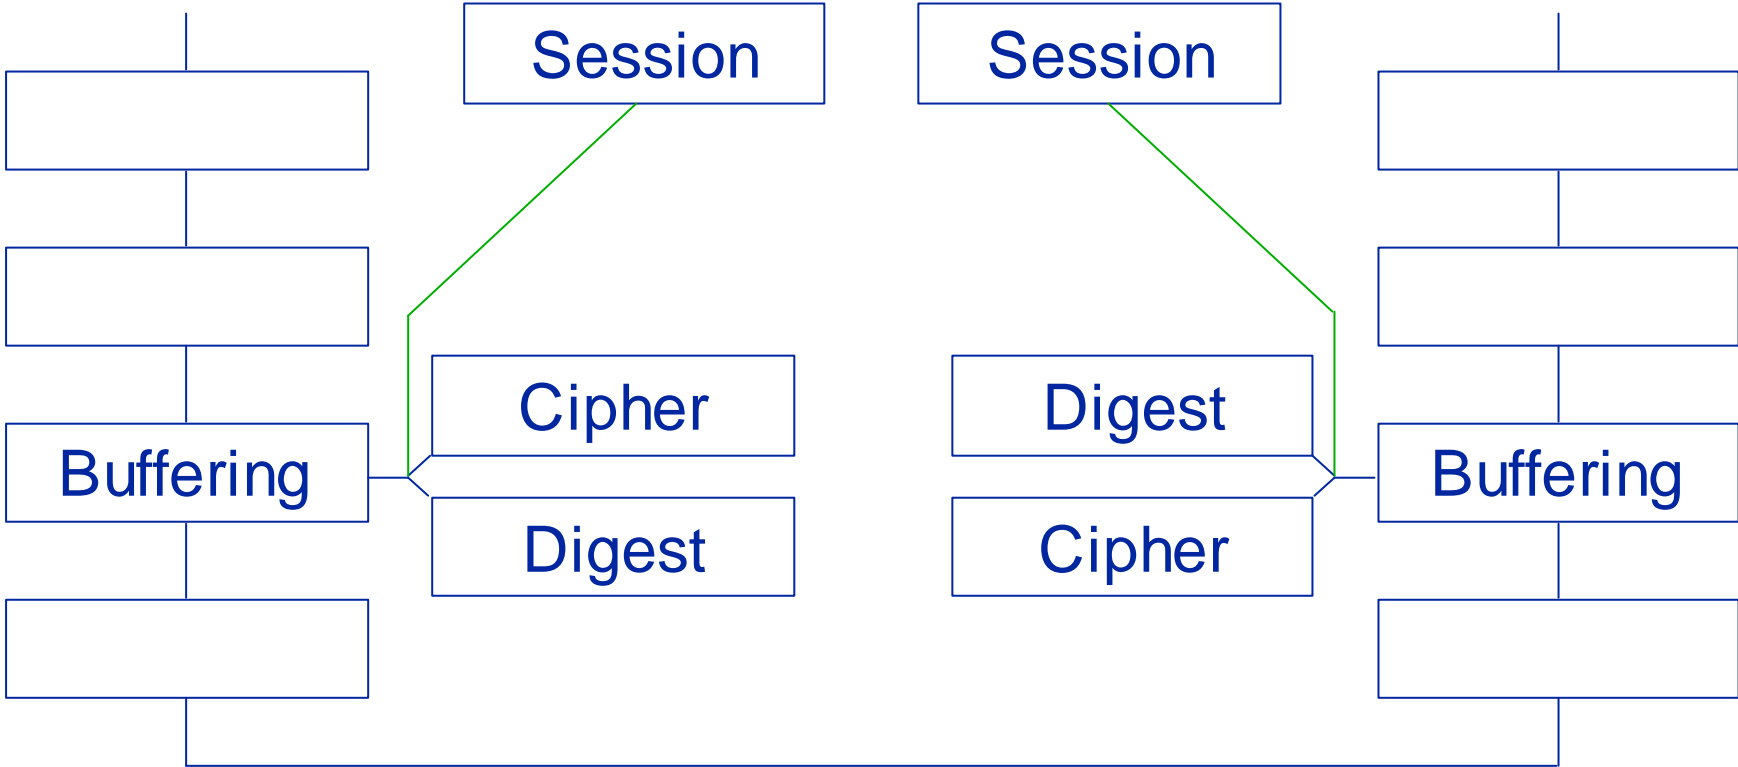 Session
Session
Cipher
Digest
Buffering
Buffering
Digest
Cipher